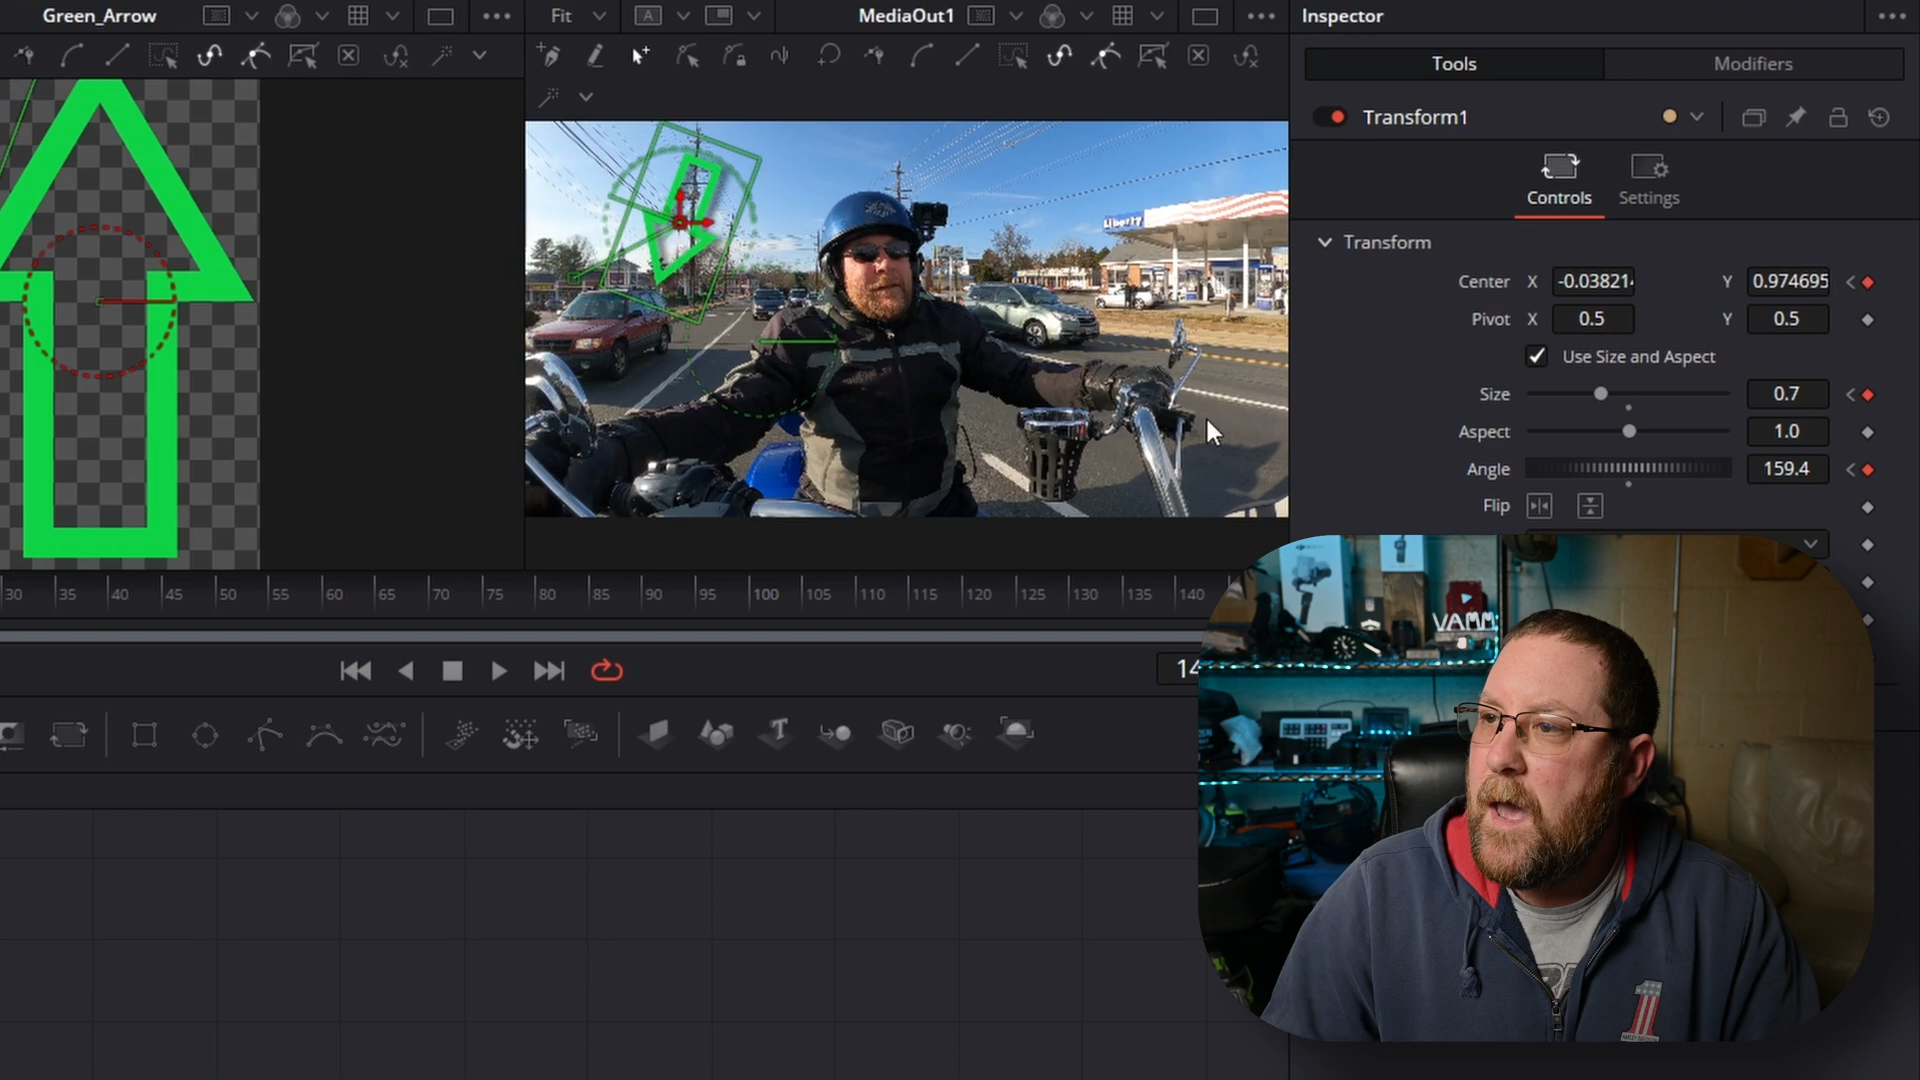 Green_Arrow
Fit
A
MediaOut1
Inspector
Tools
Modifiers
Transform1
Controls
Settings
Transform
Center X -0.03821 Y 0.974695
Pivot X 0.5 Y 0.5
Use Size and Aspect
Size 0.7
Aspect 1.0
Angle 159.4
Flip
Liberty
30 35 40 45 50 55 60 65 70 75 80 85 90 95 100 105 110 115 120 125 130 135 140
14
T
VAMM
1